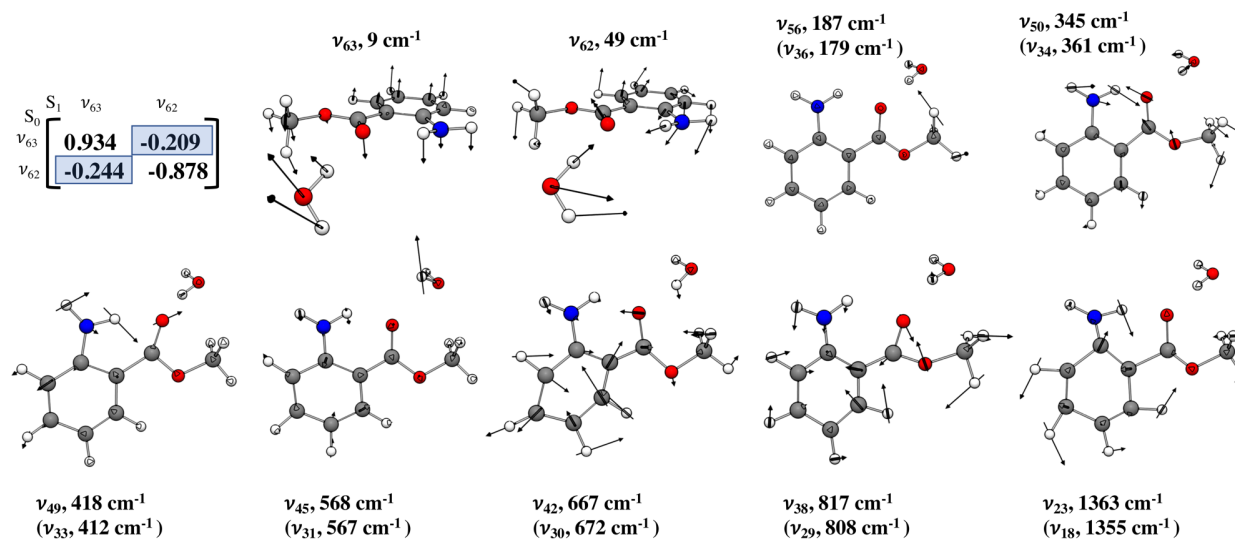 ν63, 9 cm-1
ν62, 49 cm-1
ν56, 187 cm-1
(ν36, 179 cm-1)
ν50, 345 cm-1
(ν34, 361 cm-1)
S1 ν63 ν62
S0
ν63 0.934 -0.209
ν62 -0.244 -0.878
ν49, 418 cm-1
(ν33, 412 cm-1)
ν45, 568 cm-1
(ν31, 567 cm-1)
ν42, 667 cm-1
(ν30, 672 cm-1)
ν38, 817 cm-1
(ν29, 808 cm-1)
ν23, 1363 cm-1
(ν18, 1355 cm-1)